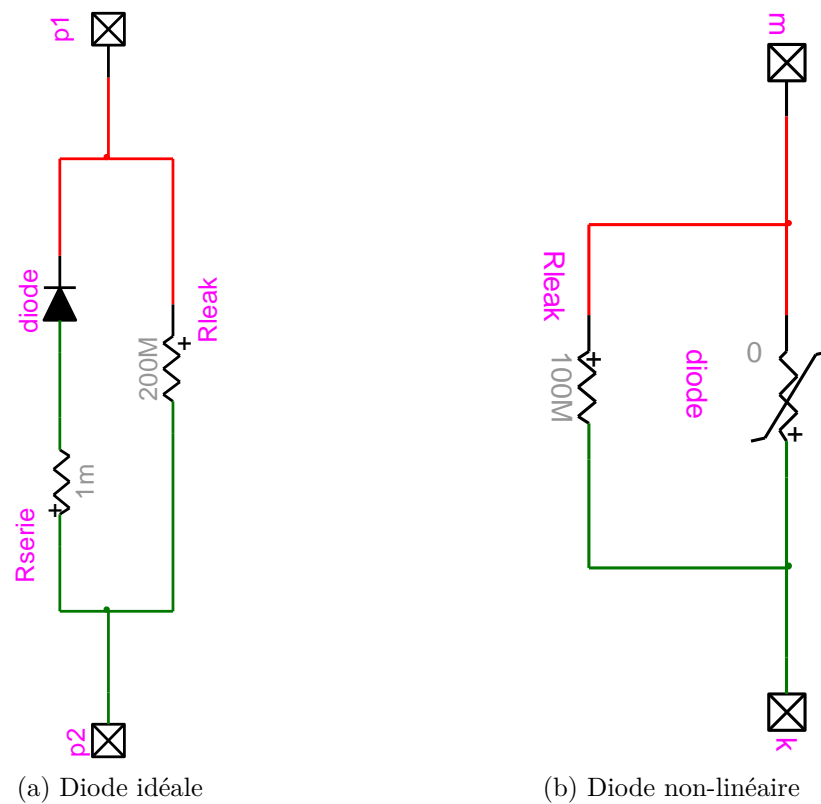 p1
diode
Rleak
200M
1m
Rserie
p2
(a) Diode idéale
m
Rleak
100M
diode
0
k
(b) Diode non-linéaire